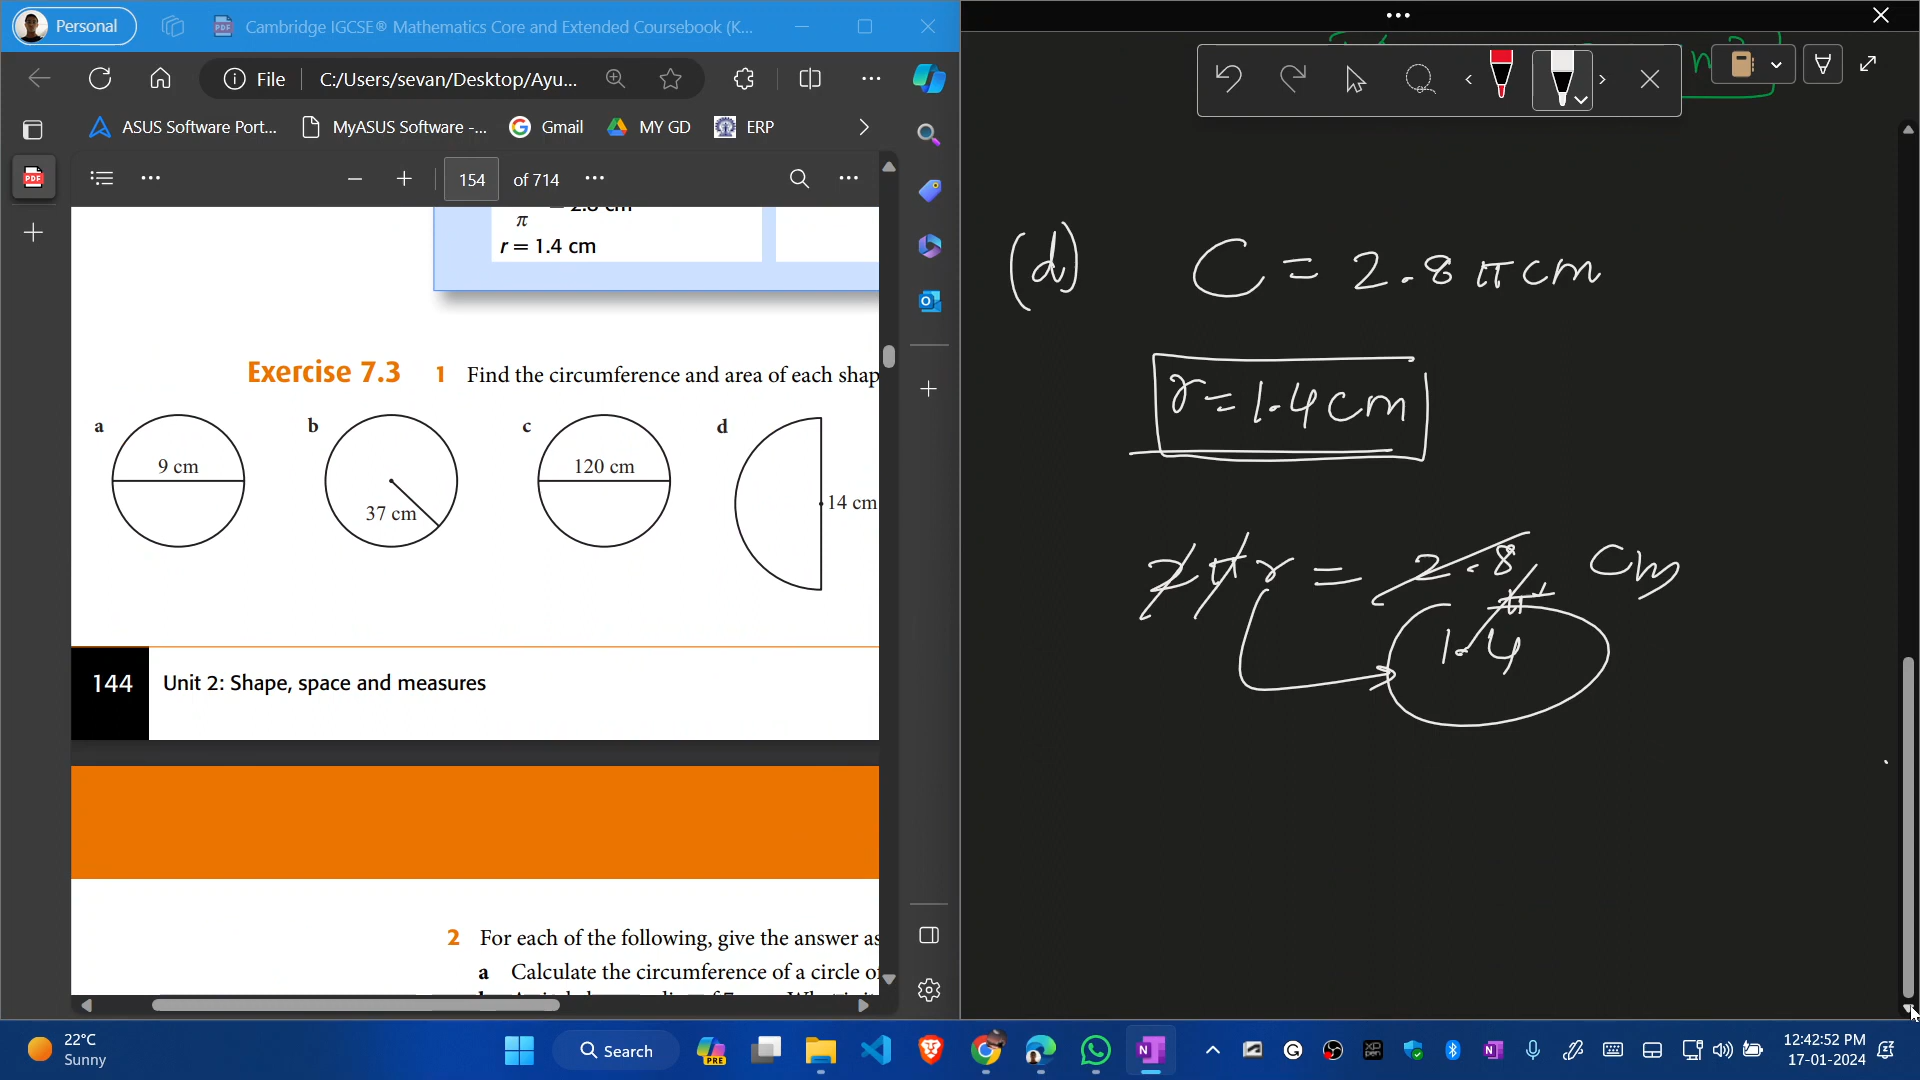 Personal
Cambridge IGCSE® Mathematics Core and Extended Coursebook (K...
File
C:/Users/sevan/Desktop/Ayu...
ASUS Software Port...
MyASUS Software -...
Gmail
MY GD
ERP
154 of 714
π
r = 1.4 cm
Exercise 7.3
1 Find the circumference and area of each shap
a
9 cm
b
37 cm
c
120 cm
d
14 cm
144
Unit 2: Shape, space and measures
2 For each of the following, give the answer as
a Calculate the circumference of a circle o
(d) C = 2.8 π cm
r = 1.4 cm
2πr = 2.8 cm
π
1.4
22°C
Sunny
Search
PRE
12:42:52 PM
17-01-2024